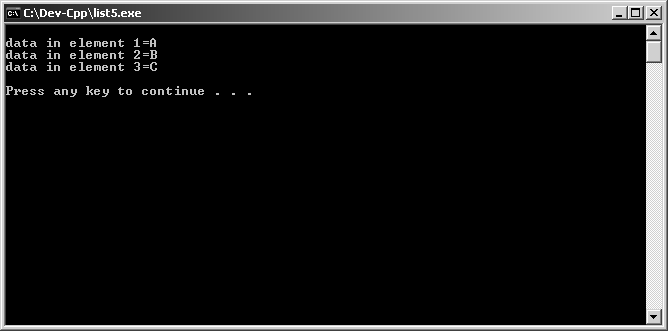 C:\Dev-Cpp\list5.exe
data in element 1=A
data in element 2=B
data in element 3=C
Press any key to continue . . .